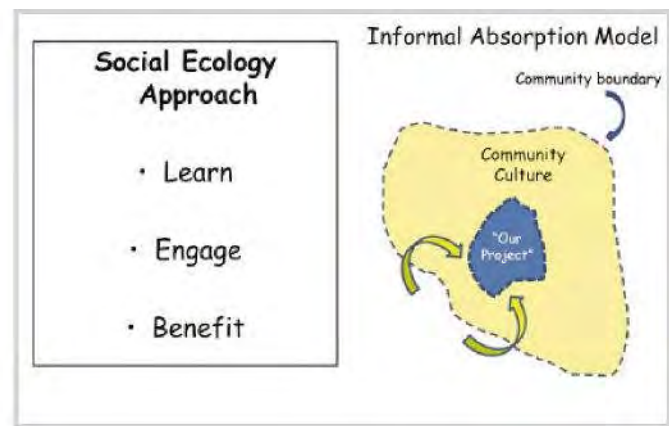 Social Ecology
Approach
• Learn
• Engage
• Benefit
Informal Absorption Model
Community boundary
Community
Culture
"Our
Project"